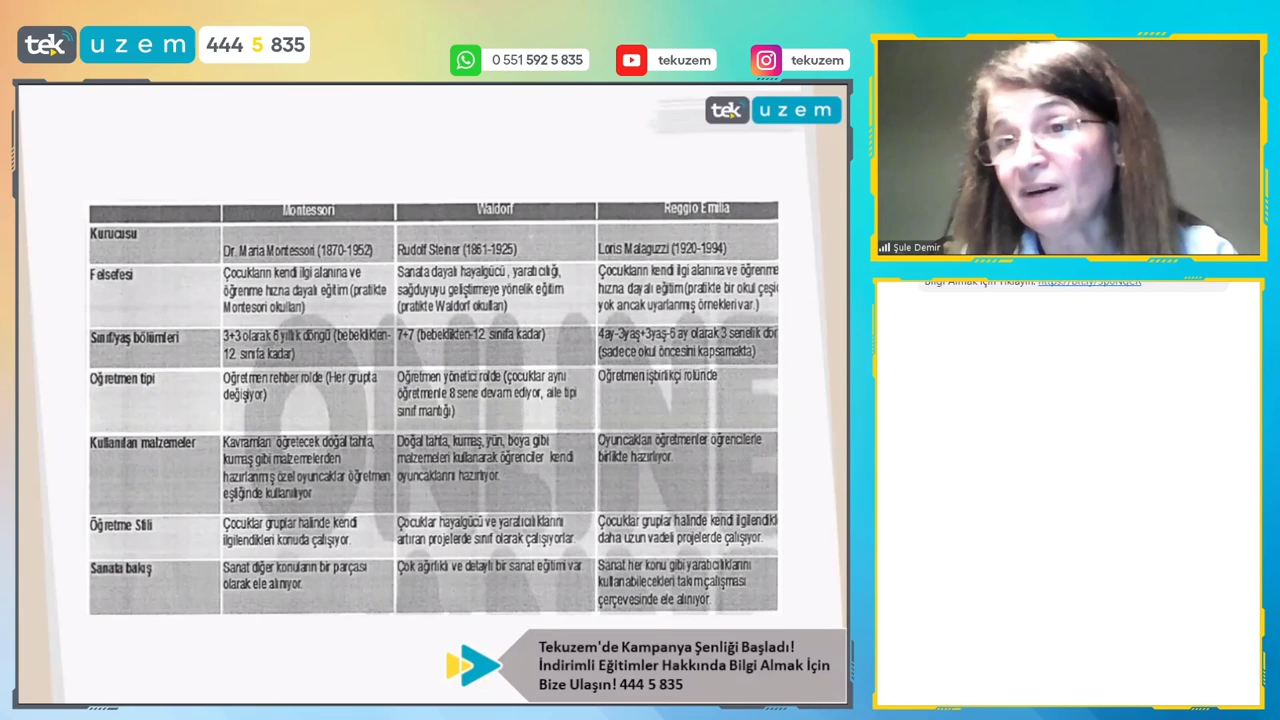 tek uzem 444 5 835
0 551 592 5 835
tekuzem
tekuzem
tek uzem
Montessori
Waldorf
Reggio Emilia
Kurucusu
Dr. Maria Montessori (1870-1952)
Rudolf Steiner (1861-1925)
Loris Malaguzzi (1920-1994)
Felsefesi
Çocukların kendi ilgi alanına ve
öğrenme hızına dayalı eğitim (pratikte
Montesori okulları)
Sanata dayalı hayalgücü, yaratıcılığı,
sağduyuyu geliştirmeye yönelik eğitim
(pratikte Waldorf okulları)
Çocukların kendi ilgi alanına ve öğrenme
hızına dayalı eğitim(pratikte bir okul çeşidi
yok ancak uyarlanmış örnekleri var.)
Sınıf/yaş bölümleri
3+3 olarak 6 yıllık döngü (bebeklikten-
12. sınıfa kadar)
7+7 (bebeklikten-12. sınıfa kadar)
4ay-3yaş+3yaş-6 ay olarak 3 senelik dör
(sadece okul öncesini kapsamakta)
Öğretmen tipi
Öğretmen rehber rolde (Her grupta
değişiyor)
Öğretmen yönetici rolde (çocuklar aynı
öğretmenle 8 sene devam ediyor, aile tipi
sınıf mantığı)
Öğretmen işbirlikçi rolünde
Kullanılan malzemeler
Kavramları öğretecek doğal tahta,
kumaş gibi malzemelerden
hazırlanmış özel oyuncaklar öğretmen
eşliğinde kullanılıyor
Doğal tahta, kumaş, yün, boya gibi
malzemeleri kullanarak öğrenciler kendi
oyuncaklarını hazırlıyor.
Oyuncakları öğretmenler öğrencilerle
birlikte hazırlıyor.
Öğretme Stili
Çocuklar gruplar halinde kendi
ilgilendikleri konuda çalışıyor.
Çocuklar hayalgücü ve yaratıcılıklarını
artıran projelerde sınıf olarak çalışıyorlar.
Çocuklar gruplar halinde kendi ilgilendikl
daha uzun vadeli projelerde çalışıyor.
Sanata bakış
Sanat diğer konuların bir parçası
olarak ele alınıyor.
Çok ağırlıklı ve detaylı bir sanat eğitimi var.
Sanat her konu gibi yaratıcılıklarını
kullanabilecekleri takım çalışması
çerçevesinde ele alınıyor.
ONLINE
Tekuzem'de Kampanya Şenliği Başladı!
İndirimli Eğitimler Hakkında Bilgi Almak İçin
Bize Ulaşın! 444 5 835
Şule Demir
Bilgi Almak İçin Tıklayın: